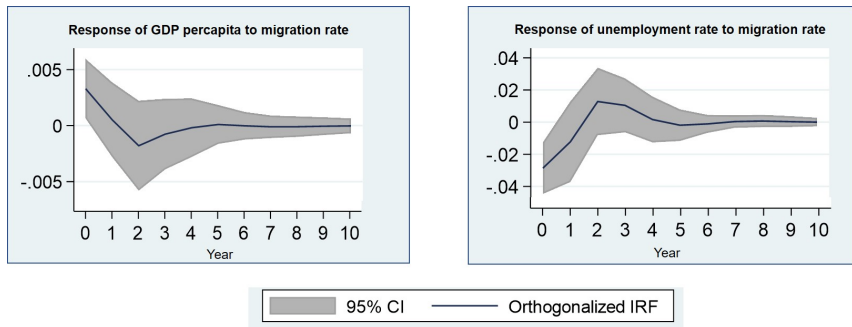 Response of GDP percapita to migration rate
.005
0
-.005
0 1 2 3 4 5 6 7 8 9 10
Year
Response of unemployment rate to migration rate
.04
.02
0
-.02
-.04
0 1 2 3 4 5 6 7 8 9 10
Year
95% CI Orthogonalized IRF